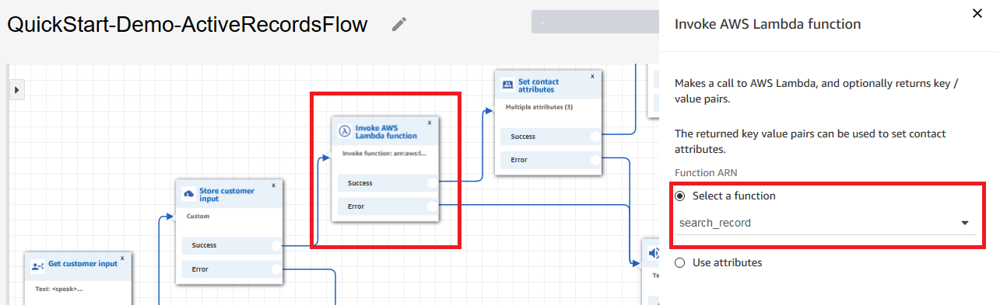 QuickStart-Demo-ActiveRecordsFlow
Get customer input
x
Text: <speak>...
Store customer
input
x
Custom
Success
Error
Invoke AWS
Lambda function
x
Invoke function: arn:aws:l...
Success
Error
Set contact
attributes
x
Multiple attributes (3)
Success
Error
Te
Invoke AWS Lambda function
Makes a call to AWS Lambda, and optionally returns key /
value pairs.
The returned key value pairs can be used to set contact
attributes.
Function ARN
Select a function
search_record
Use attributes